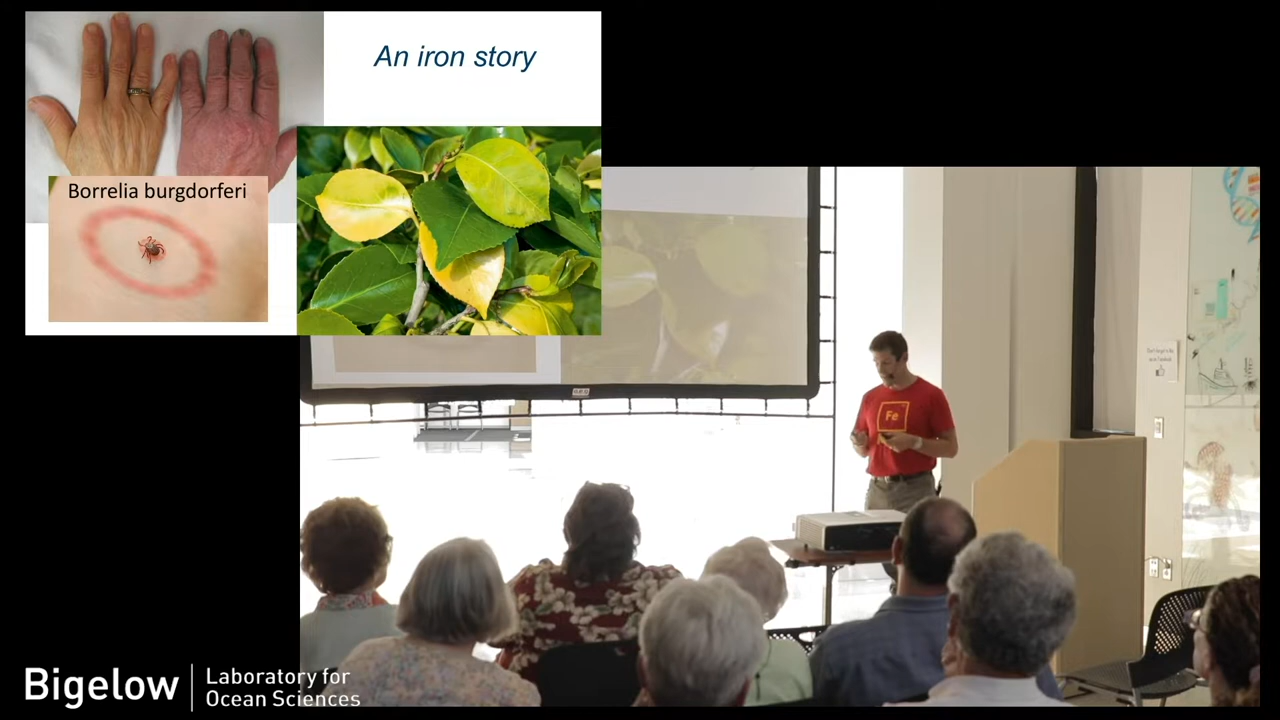 An iron story
Borrelia burgdorferi
Fe
Bigelow
Laboratory for
Ocean Sciences